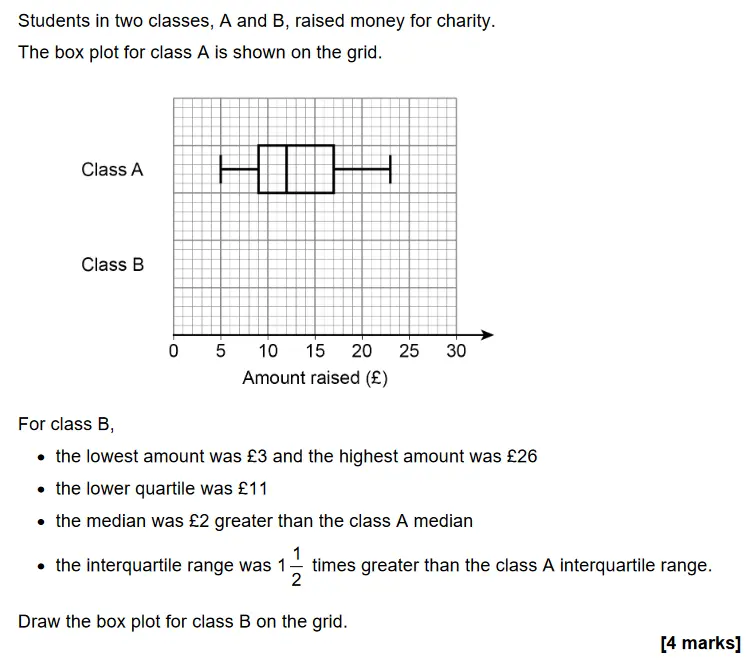 Students in two classes, A and B, raised money for charity.
The box plot for class A is shown on the grid.
Class A
Class B
0 5 10 15 20 25 30
Amount raised (£)
For class B,
• the lowest amount was £3 and the highest amount was £26
• the lower quartile was £11
• the median was £2 greater than the class A median
• the interquartile range was 1 1/2 times greater than the class A interquartile range.
Draw the box plot for class B on the grid.
[4 marks]